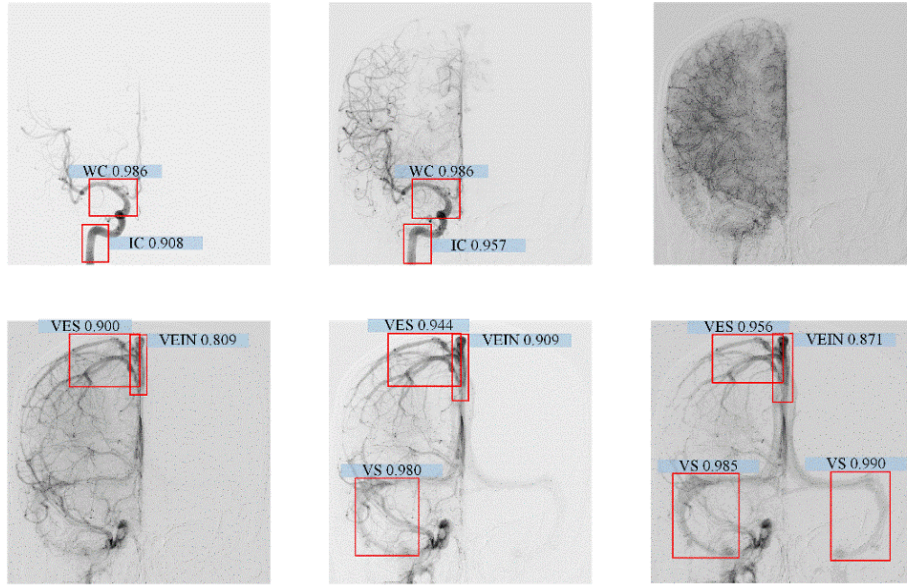 WC 0.986
IC 0.908
WC 0.986
IC 0.957
VES 0.900
VEIN 0.809
VS 0.980
VES 0.944
VEIN 0.909
VES 0.956
VEIN 0.871
VS 0.985
VS 0.990